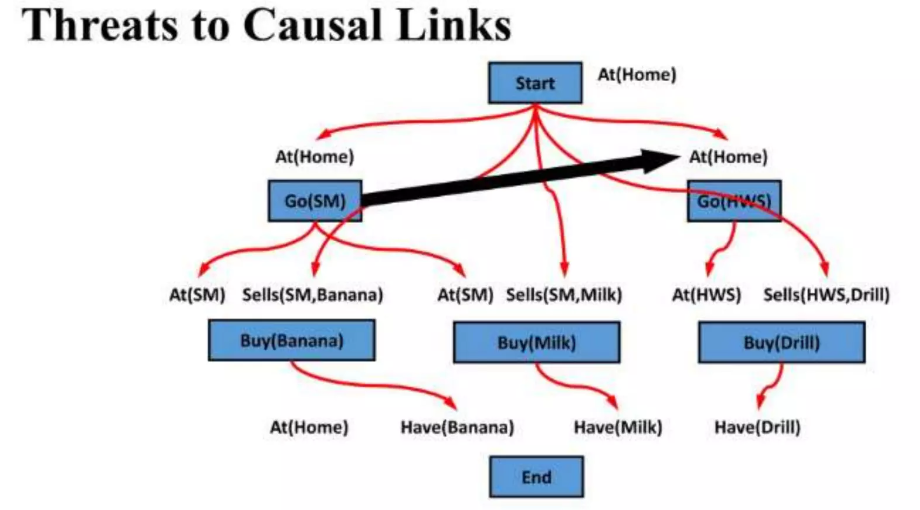 Threats to Causal Links
Start At(Home)
At(Home) At(Home)
Go(SM) Go(HWS)
At(SM) Sells(SM,Banana) At(SM) Sells(SM,Milk) At(HWS) Sells(HWS,Drill)
Buy(Banana) Buy(Milk) Buy(Drill)
At(Home) Have(Banana) Have(Milk) Have(Drill)
End